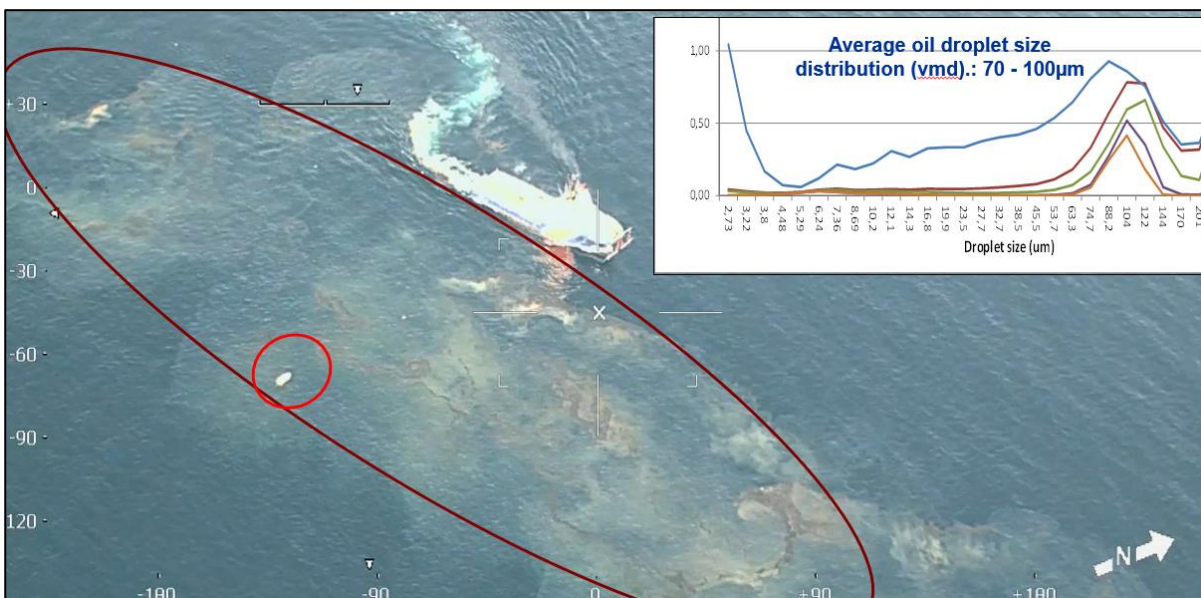 Average oil droplet size
distribution (vmd).: 70 - 100µm
1,00
0,50
0,00
2,73 3,22 3,8 4,48 5,29 6,24 7,36 8,69 10,2 12,1 14,3 16,8 19,9 23,5 27,7 32,7 38,5 45,5 53,7 63,3 74,7 88,2 104 122 144 170 201
Droplet size (um)
+30
0
-30
-60
-90
120
-180 -90 0 +90 +180
N